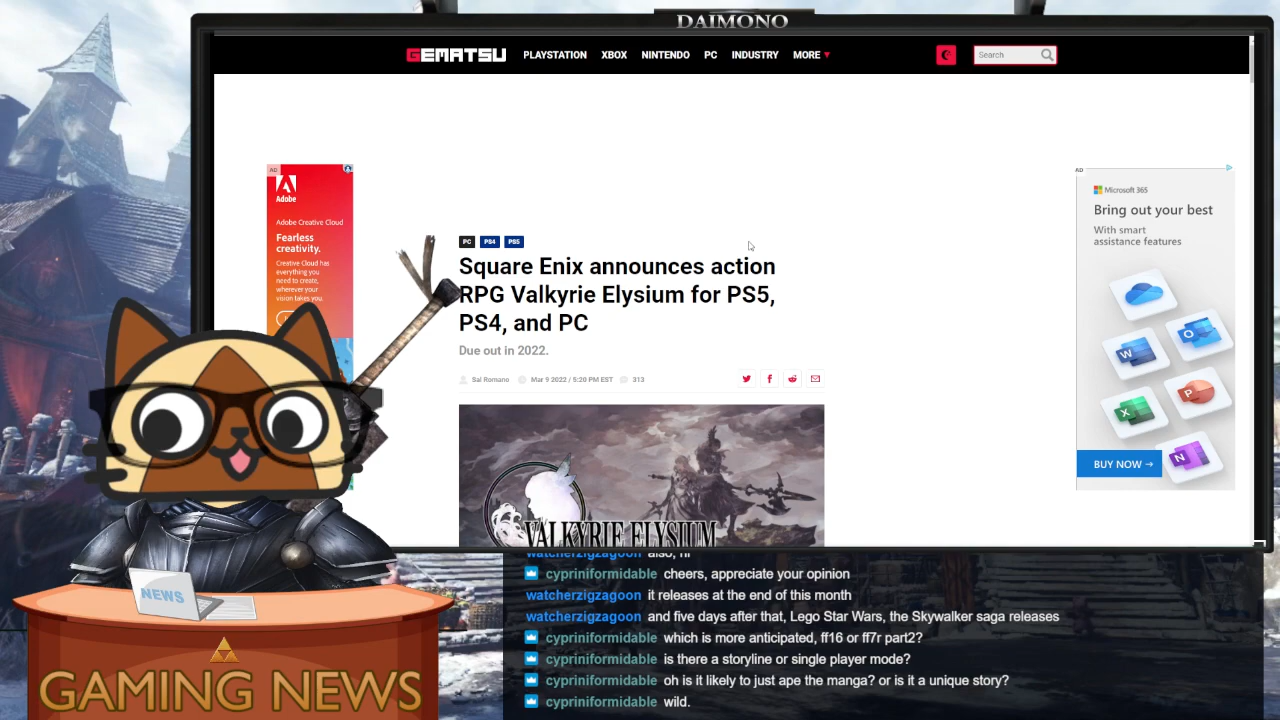 DAIMONO
GEMATSU PLAYSTATION XBOX NINTENDO PC INDUSTRY MORE Search
AD
Adobe
Adobe Creative Cloud
Fearless
creativity.
Creative Cloud has
everything you
need to create,
wherever your
vision takes you.
PC PS4 PS5
Square Enix announces action
RPG Valkyrie Elysium for PS5,
PS4, and PC
Due out in 2022.
Sal Romano Mar 9 2022 / 5:20 PM EST 313
VALKYRIE ELYSIUM
AD
Microsoft 365
Bring out your best
With smart
assistance features
W
O
X
P
N
BUY NOW →
NEWS
GAMING NEWS
watcherzigzagoon also, hi
cypriniformidable cheers, appreciate your opinion
watcherzigzagoon it releases at the end of this month
watcherzigzagoon and five days after that, Lego Star Wars, the Skywalker saga releases
cypriniformidable which is more anticipated, ff16 or ff7r part2?
cypriniformidable is there a storyline or single player mode?
cypriniformidable oh is it likely to just ape the manga? or is it a unique story?
cypriniformidable wild.